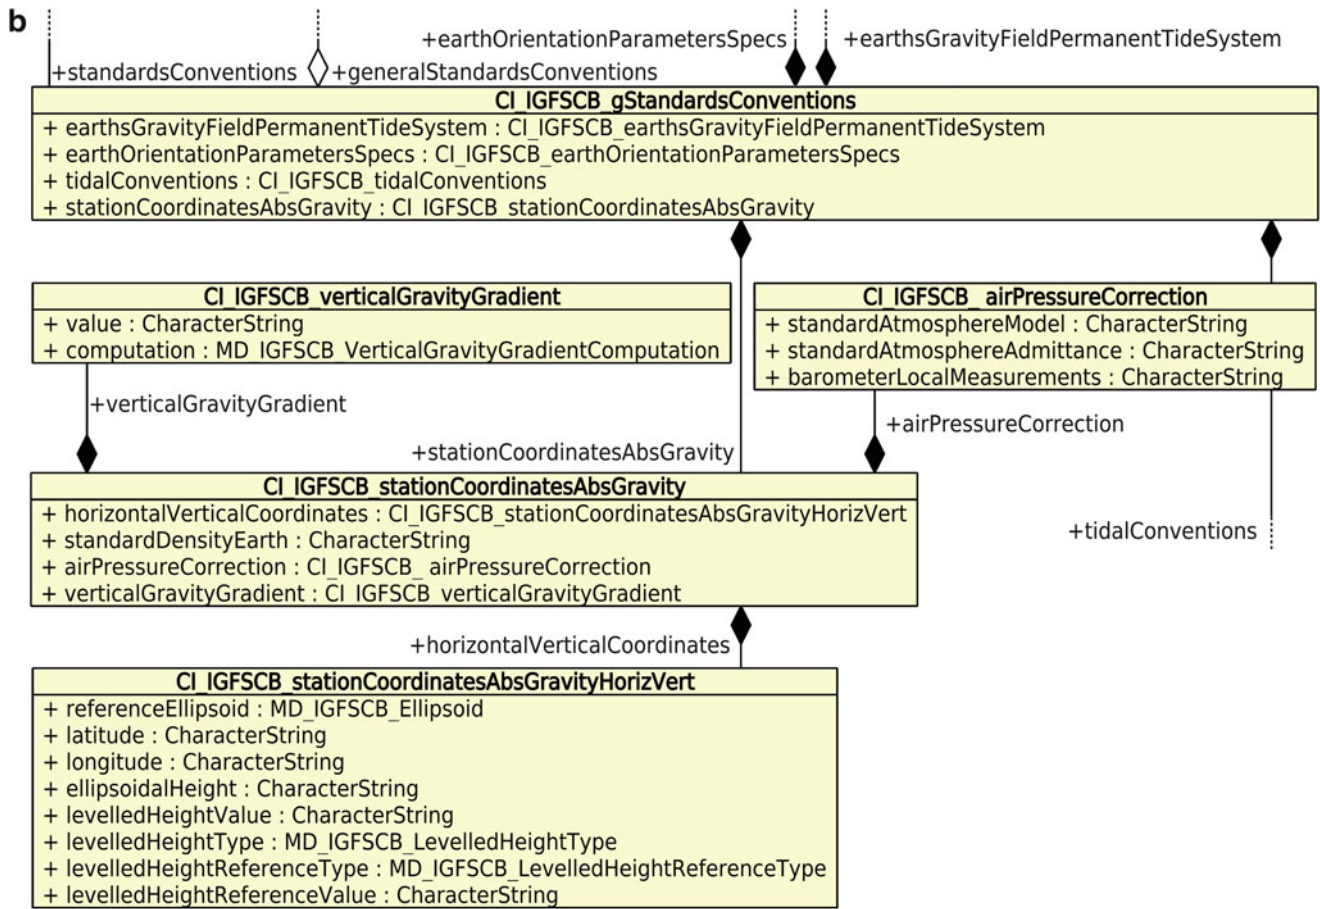 b
+earthOrientationParametersSpecs
+earthsGravityFieldPermanentTideSystem
+standardsConventions
+generalStandardsConventions
CI_IGFSCB_gStandardsConventions
+ earthsGravityFieldPermanentTideSystem : CI_IGFSCB_earthsGravityFieldPermanentTideSystem
+ earthOrientationParametersSpecs : CI_IGFSCB_earthOrientationParametersSpecs
+ tidalConventions : CI_IGFSCB_tidalConventions
+ stationCoordinatesAbsGravity : CI_IGFSCB_stationCoordinatesAbsGravity
CI_IGFSCB_verticalGravityGradient
+ value : CharacterString
+ computation : MD_IGFSCB_VerticalGravityGradientComputation
CI_IGFSCB_ airPressureCorrection
+ standardAtmosphereModel : CharacterString
+ standardAtmosphereAdmittance : CharacterString
+ barometerLocalMeasurements : CharacterString
+verticalGravityGradient
+airPressureCorrection
+stationCoordinatesAbsGravity
CI_IGFSCB_stationCoordinatesAbsGravity
+ horizontalVerticalCoordinates : CI_IGFSCB_stationCoordinatesAbsGravityHorizVert
+ standardDensityEarth : CharacterString
+ airPressureCorrection : CI_IGFSCB_ airPressureCorrection
+ verticalGravityGradient : CI_IGFSCB_verticalGravityGradient
+tidalConventions
+horizontalVerticalCoordinates
CI_IGFSCB_stationCoordinatesAbsGravityHorizVert
+ referenceEllipsoid : MD_IGFSCB_Ellipsoid
+ latitude : CharacterString
+ longitude : CharacterString
+ ellipsoidalHeight : CharacterString
+ levelledHeightValue : CharacterString
+ levelledHeightType : MD_IGFSCB_LevelledHeightType
+ levelledHeightReferenceType : MD_IGFSCB_LevelledHeightReferenceType
+ levelledHeightReferenceValue : CharacterString